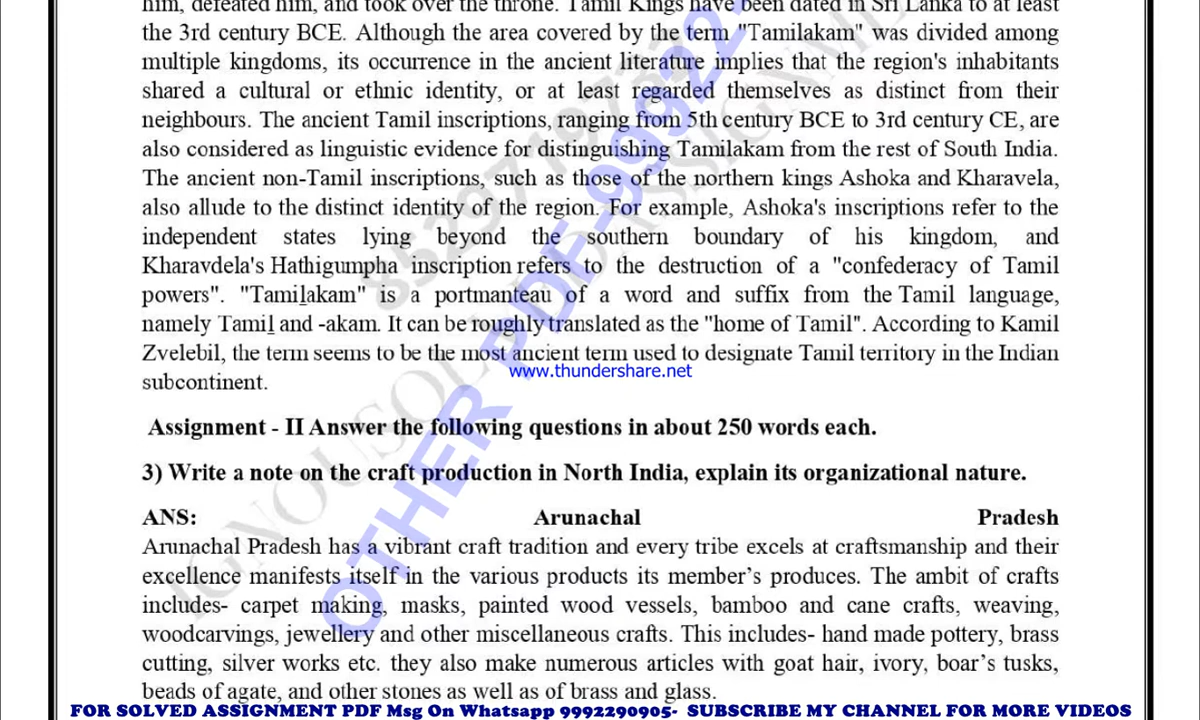 him, defeated him, and took over the throne. Tamil Kings have been dated in Sri Lanka to at least
the 3rd century BCE. Although the area covered by the term "Tamilakam" was divided among
multiple kingdoms, its occurrence in the ancient literature implies that the region's inhabitants
shared a cultural or ethnic identity, or at least regarded themselves as distinct from their
neighbours. The ancient Tamil inscriptions, ranging from 5th century BCE to 3rd century CE, are
also considered as linguistic evidence for distinguishing Tamilakam from the rest of South India.
The ancient non-Tamil inscriptions, such as those of the northern kings Ashoka and Kharavela,
also allude to the distinct identity of the region. For example, Ashoka's inscriptions refer to the
independent states lying beyond the southern boundary of his kingdom, and
Kharavdela's Hathigumpha inscription refers to the destruction of a "confederacy of Tamil
powers". "Tamiḻakam" is a portmanteau of a word and suffix from the Tamil language,
namely Tamiḻ and -akam. It can be roughly translated as the "home of Tamil". According to Kamil
Zvelebil, the term seems to be the most ancient term used to designate Tamil territory in the Indian
www.thundershare.net
subcontinent.
Assignment - II Answer the following questions in about 250 words each.
3) Write a note on the craft production in North India, explain its organizational nature.
ANS: Arunachal Pradesh
Arunachal Pradesh has a vibrant craft tradition and every tribe excels at craftsmanship and their
excellence manifests itself in the various products its member's produces. The ambit of crafts
includes- carpet making, masks, painted wood vessels, bamboo and cane crafts, weaving,
woodcarvings, jewellery and other miscellaneous crafts. This includes- hand made pottery, brass
cutting, silver works etc. they also make numerous articles with goat hair, ivory, boar's tusks,
beads of agate, and other stones as well as of brass and glass.
OTHER PDF-99922
FOR SOLVED ASSIGNMENT PDF Msg On Whatsapp 9992290905- SUBSCRIBE MY CHANNEL FOR MORE VIDEOS